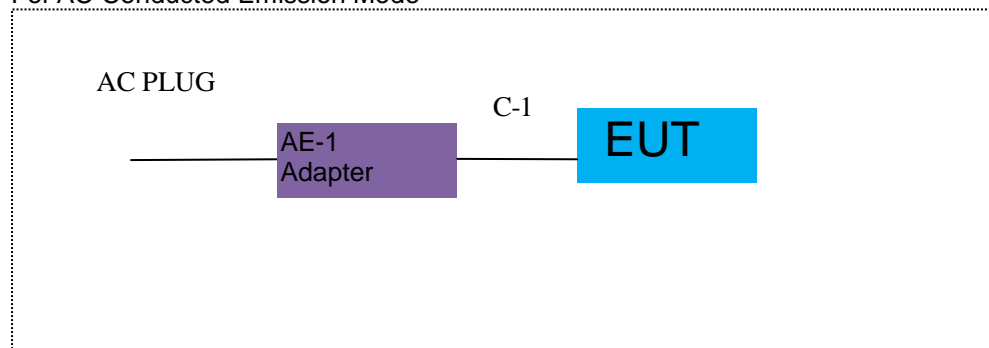 For AC Conducted Emission Mode
AC PLUG
C-1
EUT
AE-1
Adapter